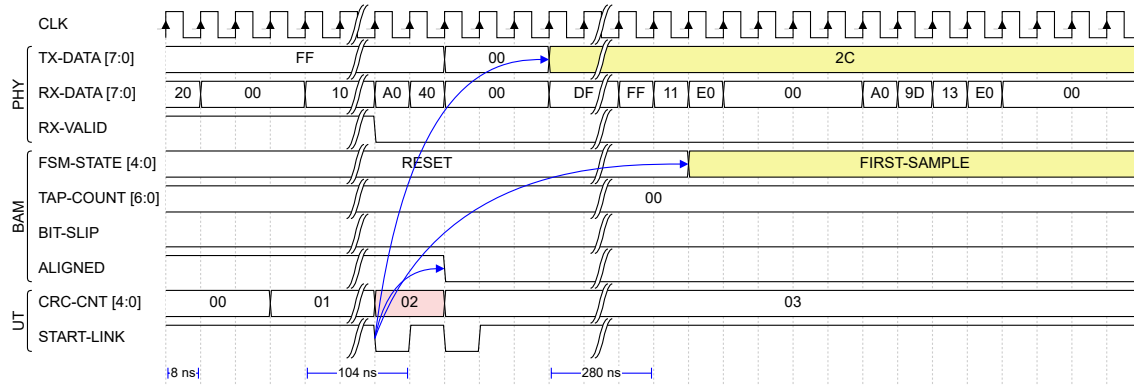 CLK
PHY
TX-DATA [7:0] FF 00 2C
RX-DATA [7:0] 20 00 10 A0 40 00 DF FF 11 E0 00 A0 9D 13 E0 00
RX-VALID
BAM
FSM-STATE [4:0] RESET FIRST-SAMPLE
TAP-COUNT [6:0] 00
BIT-SLIP
ALIGNED
UT
CRC-CNT [4:0] 00 01 02 03
START-LINK
8 ns 104 ns 280 ns